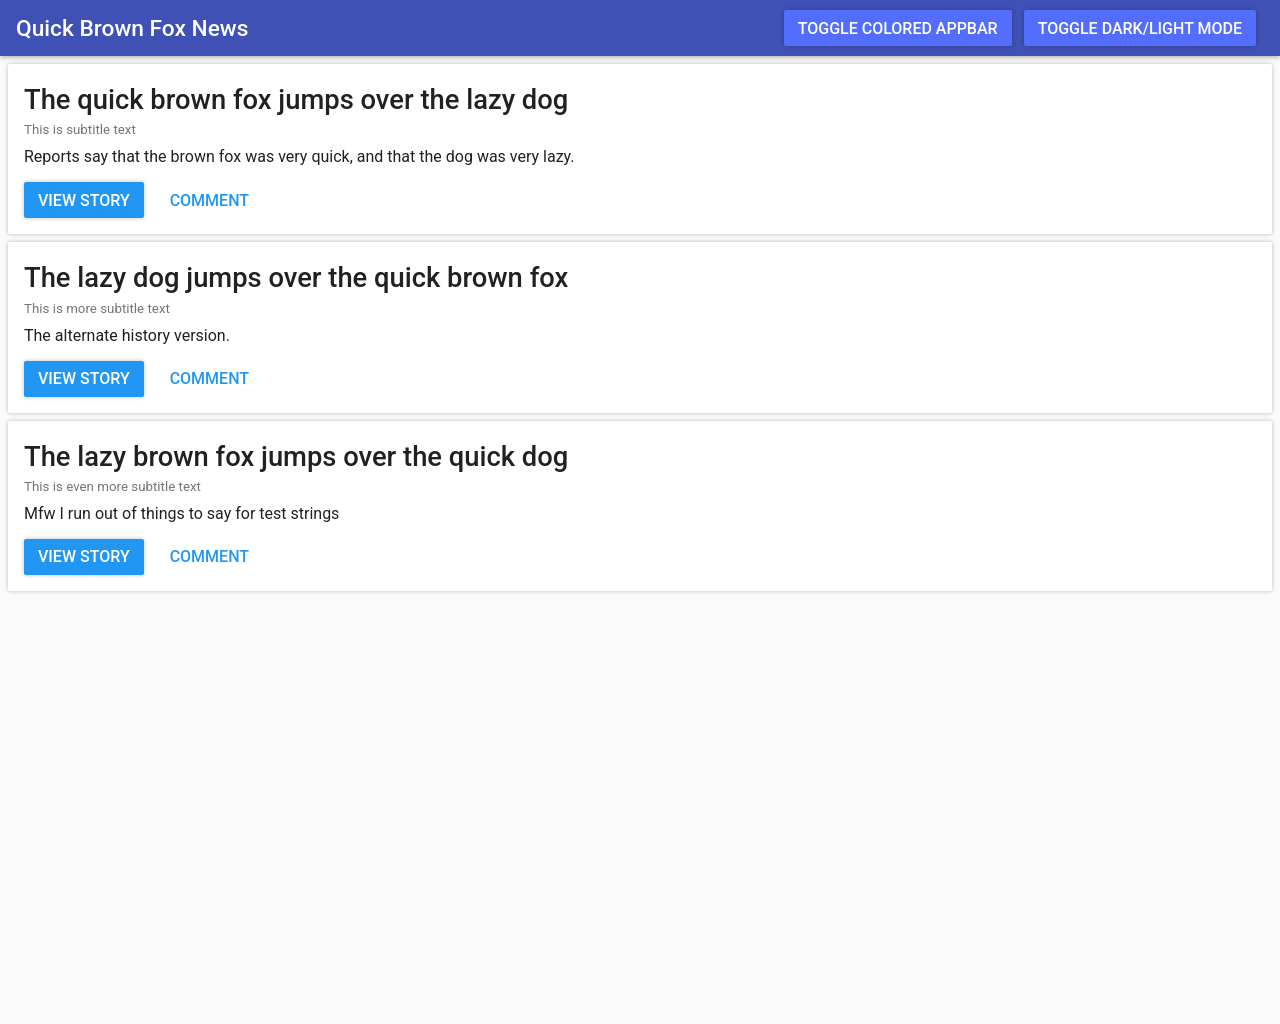 Quick Brown Fox News
TOGGLE COLORED APPBAR
TOGGLE DARK/LIGHT MODE
The quick brown fox jumps over the lazy dog
This is subtitle text
Reports say that the brown fox was very quick, and that the dog was very lazy.
VIEW STORY
COMMENT
The lazy dog jumps over the quick brown fox
This is more subtitle text
The alternate history version.
VIEW STORY
COMMENT
The lazy brown fox jumps over the quick dog
This is even more subtitle text
Mfw I run out of things to say for test strings
VIEW STORY
COMMENT